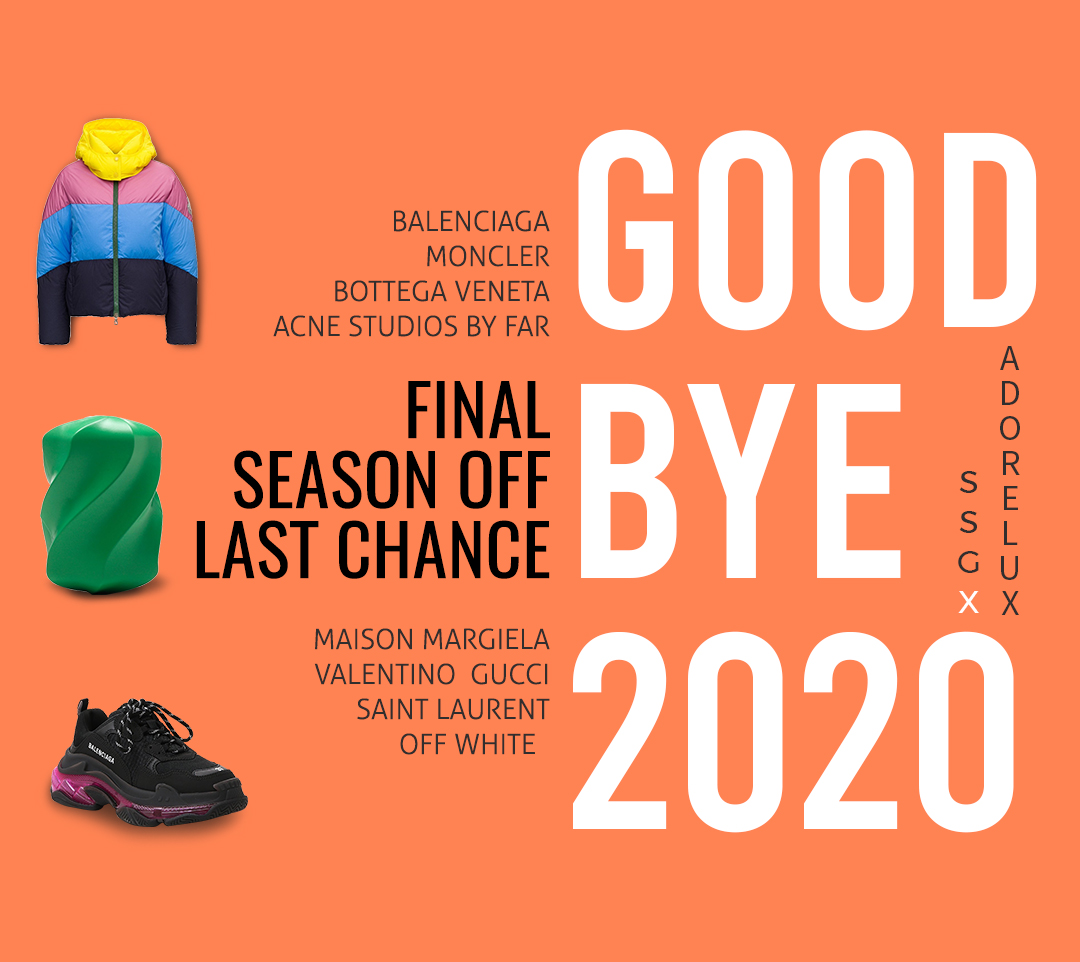 GOOD
BYE
2020
BALENCIAGA
MONCLER
BOTTEGA VENETA
ACNE STUDIOS BY FAR
FINAL
SEASON OFF
LAST CHANCE
MAISON MARGIELA
VALENTINO  GUCCI
SAINT LAURENT
OFF WHITE
SSGX
ADORELUX
BALENCIAGA